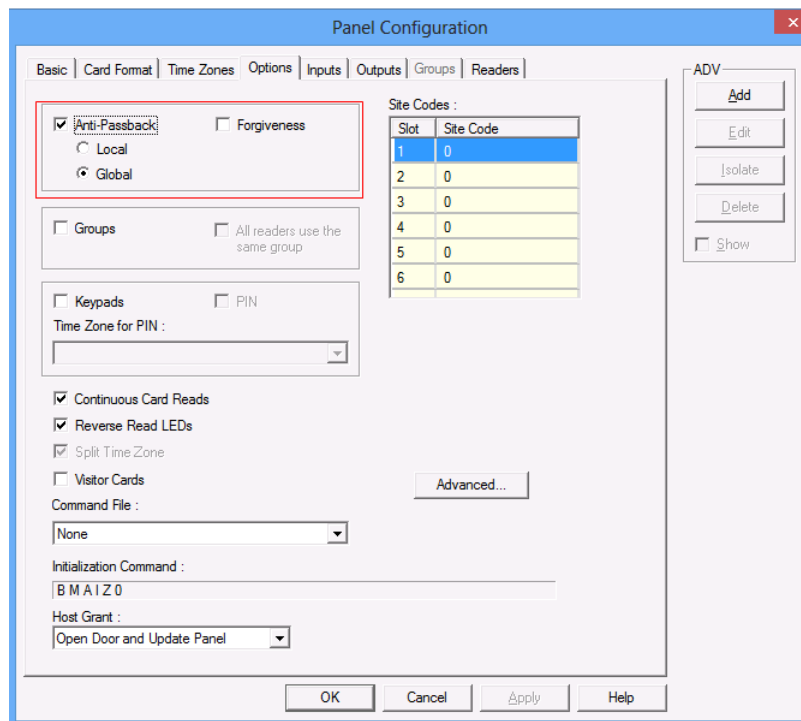 Panel Configuration
Basic Card Format Time Zones Options Inputs Outputs Groups Readers
Anti-Passback Forgiveness
Local
Global
Groups All readers use the
same group
Keypads PIN
Time Zone for PIN :
Continuous Card Reads
Reverse Read LEDs
Split Time Zone
Visitor Cards
Command File :
None
Initialization Command :
B M A I Z 0
Host Grant :
Open Door and Update Panel
Site Codes :
Slot Site Code
1 0
2 0
3 0
4 0
5 0
6 0
Advanced...
ADV
Add
Edit
Isolate
Delete
Show
OK Cancel Apply Help